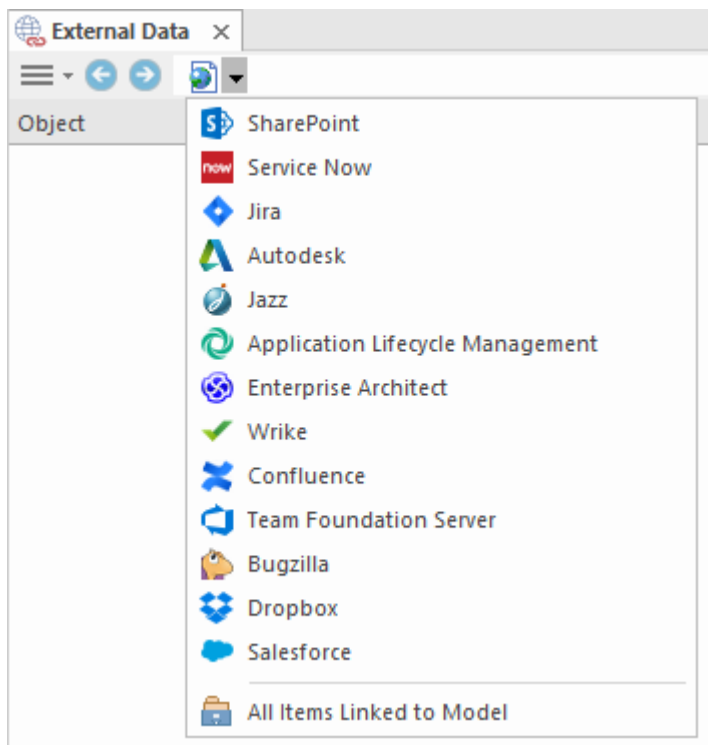 External Data
Object
SharePoint
now Service Now
Jira
Autodesk
Jazz
Application Lifecycle Management
Enterprise Architect
Wrike
Confluence
Team Foundation Server
Bugzilla
Dropbox
Salesforce
All Items Linked to Model